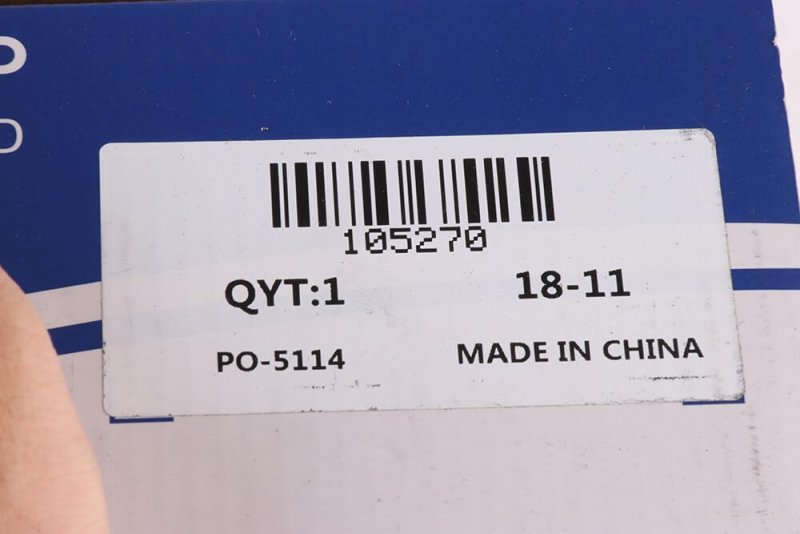 P
D
105270
QYT:1
18-11
PO-5114
MADE IN CHINA